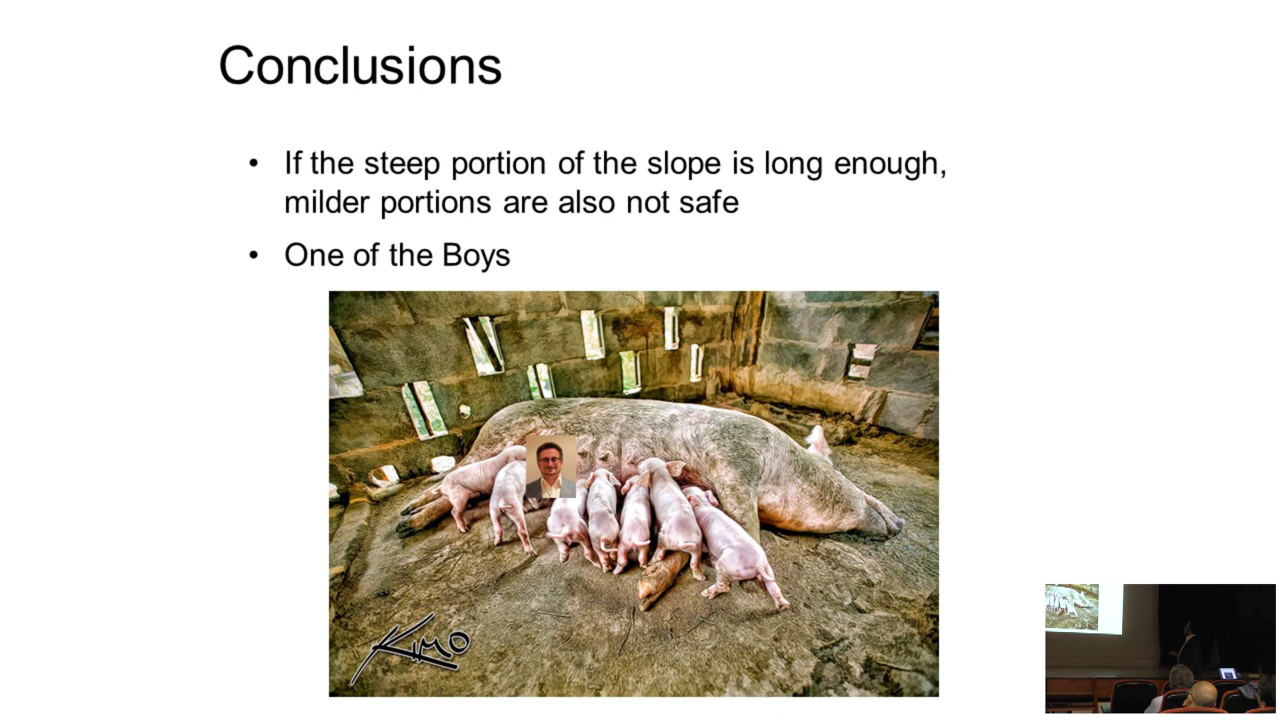 Conclusions
• If the steep portion of the slope is long enough,
milder portions are also not safe
• One of the Boys
Kimo